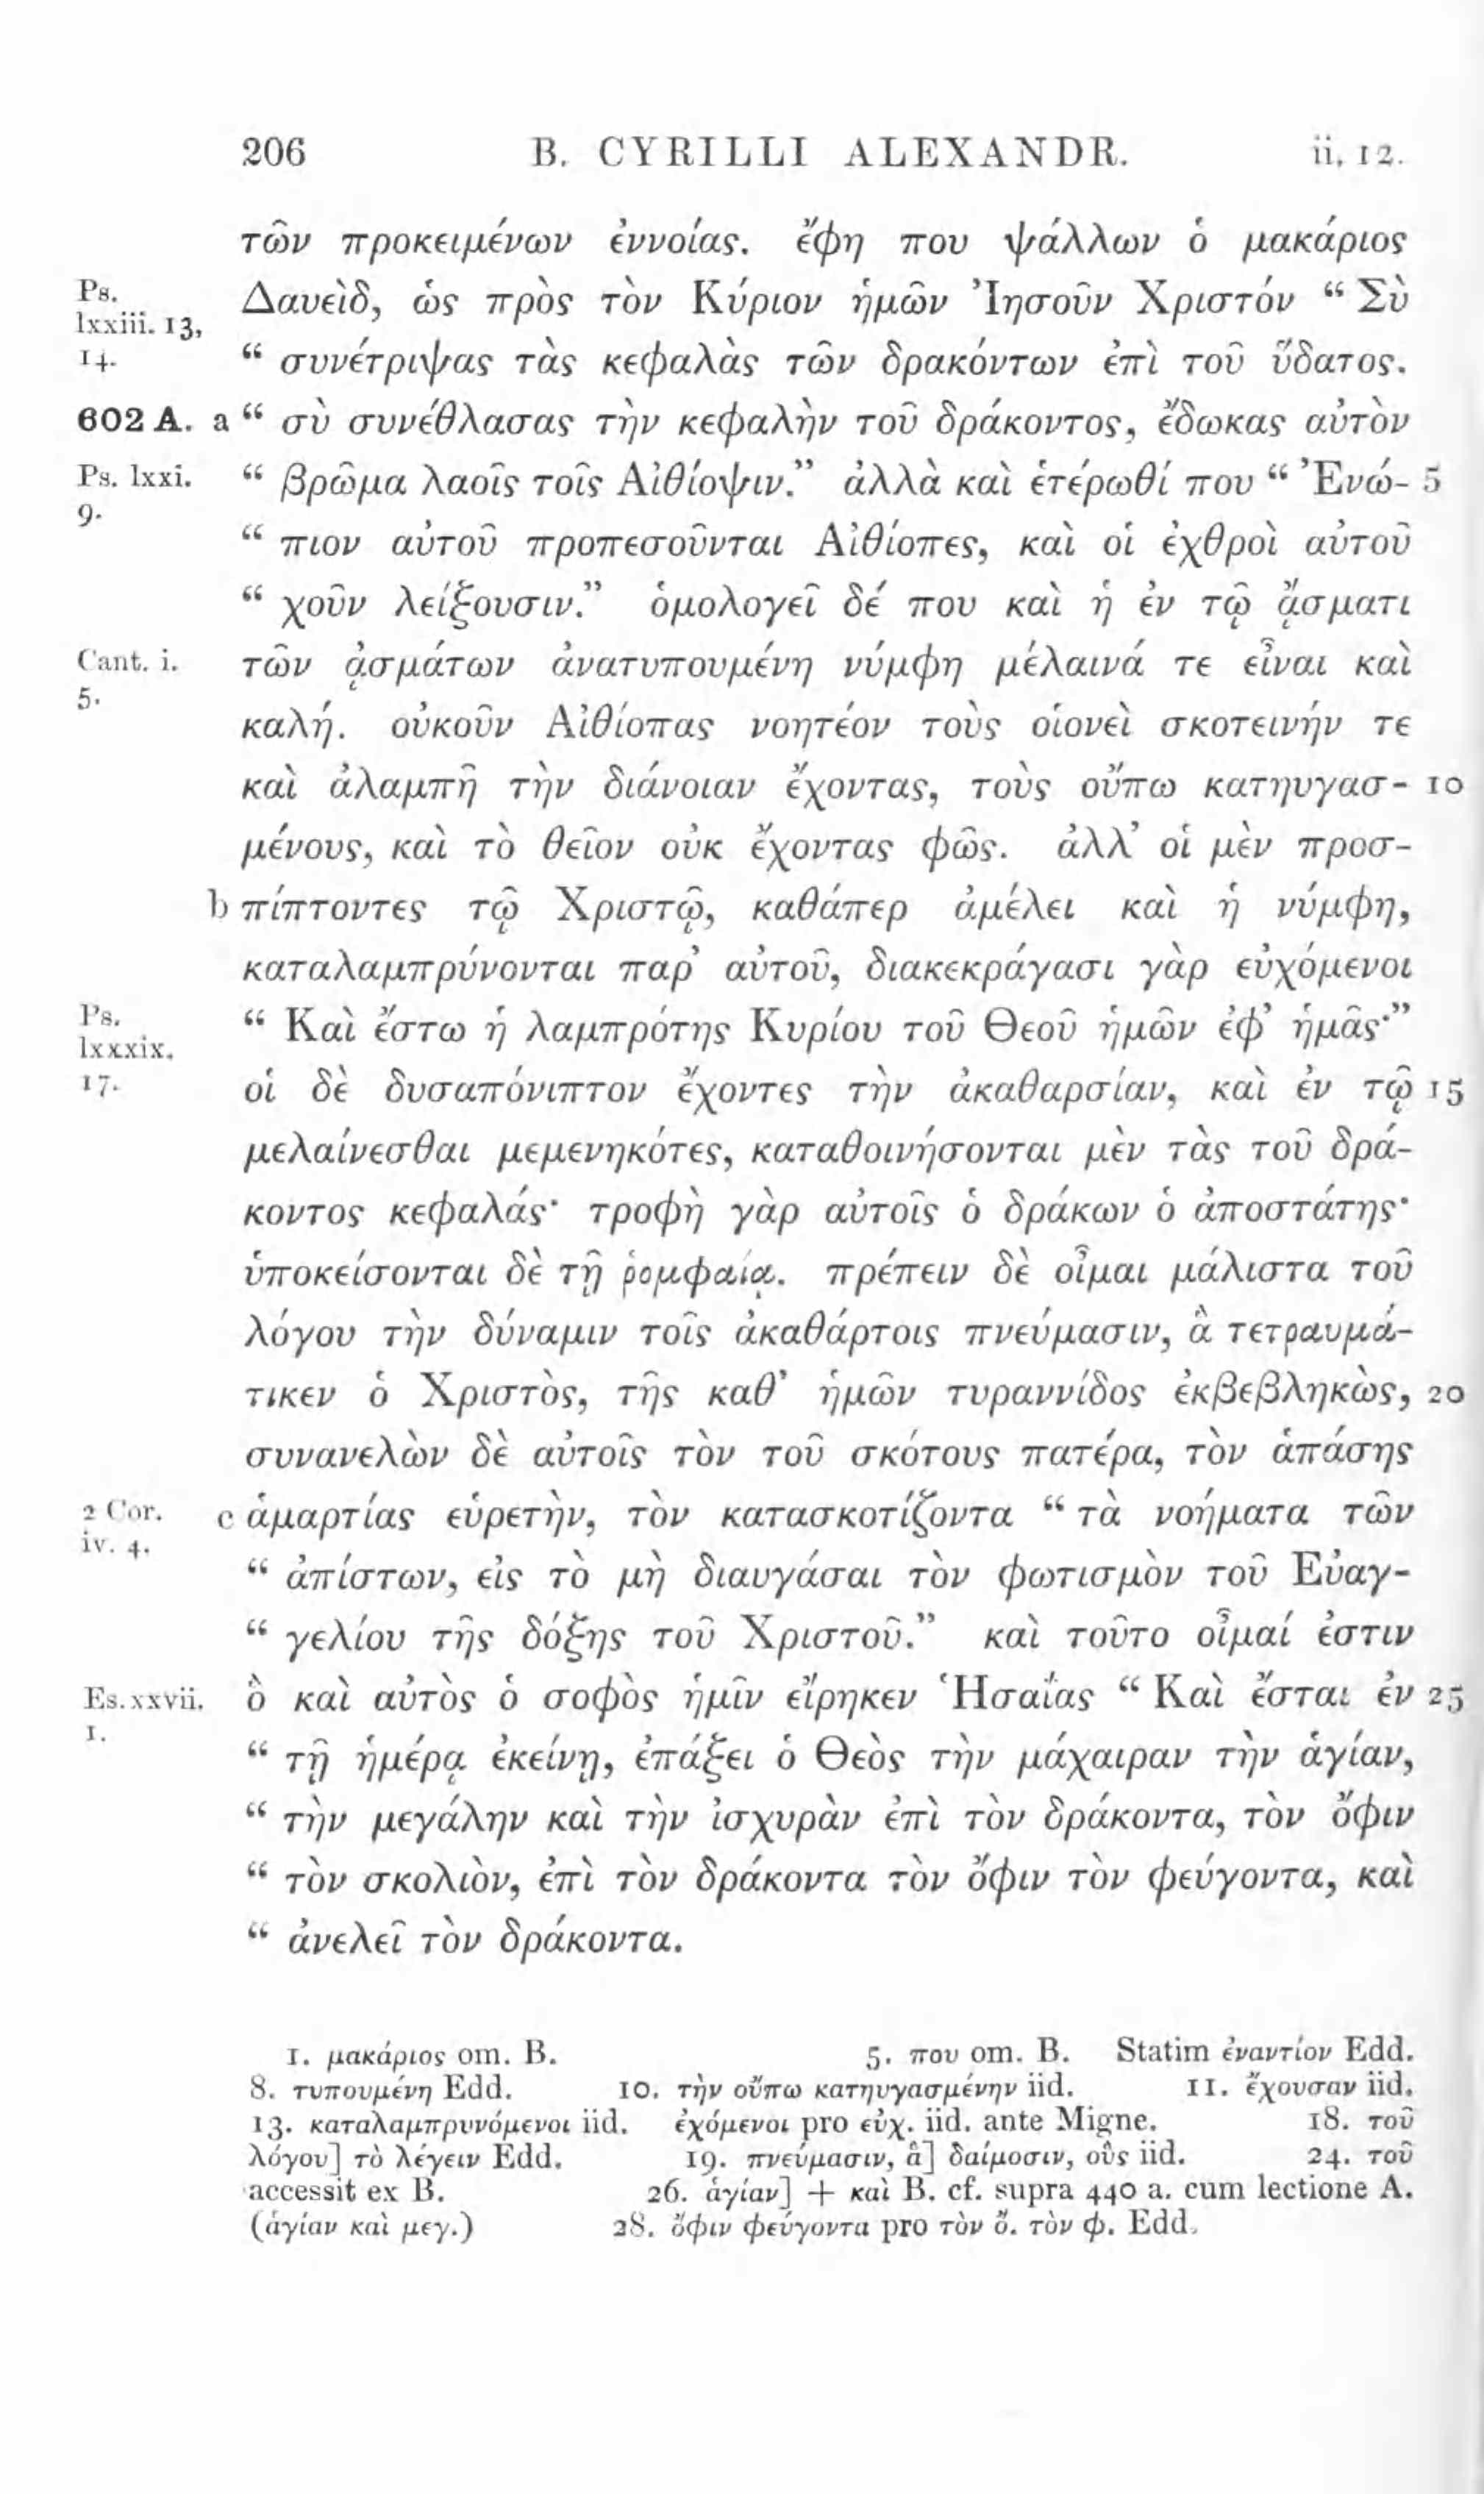 206 B. CYRILLI ALEXANDR. ii, 12.
τῶν προκειμένων ἐννοίας. ἔφη που ψάλλων ὁ μακάριος
Ps. lxxiii. 13, 14. Δαυεὶδ, ὡς πρὸς τὸν Κύριον ἡμῶν Ἰησοῦν Χριστόν “ Σὺ
“ συνέτριψας τὰς κεφαλὰς τῶν δρακόντων ἐπὶ τοῦ ὕδατος.
602 A. a “ σὺ συνέθλασας τὴν κεφαλὴν τοῦ δράκοντος, ἔδωκας αὐτὸν
Ps. lxxi. 9. “ βρῶμα λαοῖς τοῖς Αἰθίοψιν.” ἀλλὰ καὶ ἑτέρωθί που “ Ἐνώ- 5
“ πιον αὐτοῦ προπεσοῦνται Αἰθίοπες, καὶ οἱ ἐχθροὶ αὐτοῦ
“ χοῦν λείξουσιν.” ὁμολογεῖ δέ που καὶ ἡ ἐν τῷ ᾄσματι
Cant. i. 5. τῶν ᾀσμάτων ἀνατυπουμένη νύμφη μέλαινά τε εἶναι καὶ
καλή. οὐκοῦν Αἰθίοπας νοητέον τοὺς οἱονεὶ σκοτεινήν τε
καὶ ἀλαμπῆ τὴν διάνοιαν ἔχοντας, τοὺς οὔπω κατηυγασ- 10
μένους, καὶ τὸ θεῖον οὐκ ἔχοντας φῶς. ἀλλ’ οἱ μὲν προσ-
b πίπτοντες τῷ Χριστῷ, καθάπερ ἀμέλει καὶ ἡ νύμφη,
καταλαμπρύνονται παρ’ αὐτοῦ, διακεκράγασι γὰρ εὐχόμενοι
Ps. lxxxix. 17. “ Καὶ ἔστω ἡ λαμπρότης Κυρίου τοῦ Θεοῦ ἡμῶν ἐφ’ ἡμᾶς·”
οἱ δὲ δυσαπόνιπτον ἔχοντες τὴν ἀκαθαρσίαν, καὶ ἐν τῷ 15
μελαίνεσθαι μεμενηκότες, καταθοινήσονται μὲν τὰς τοῦ δρά-
κοντος κεφαλάς· τροφὴ γὰρ αὐτοῖς ὁ δράκων ὁ ἀποστάτης·
ὑποκείσονται δὲ τῇ ῥομφαίᾳ. πρέπειν δὲ οἶμαι μάλιστα τοῦ
λόγου τὴν δύναμιν τοῖς ἀκαθάρτοις πνεύμασιν, ἃ τετραυμά-
τικεν ὁ Χριστὸς, τῆς καθ’ ἡμῶν τυραννίδος ἐκβεβληκὼς, 20
συνανελὼν δὲ αὐτοῖς τὸν τοῦ σκότους πατέρα, τὸν ἁπάσης
2 Cor. iv. 4. c ἁμαρτίας εὑρετὴν, τὸν κατασκοτίζοντα “ τὰ νοήματα τῶν
“ ἀπίστων, εἰς τὸ μὴ διαυγάσαι τὸν φωτισμὸν τοῦ Εὐαγ-
“ γελίου τῆς δόξης τοῦ Χριστοῦ.” καὶ τοῦτο οἶμαί ἐστιν
Es. xxvii. 1. ὃ καὶ αὐτὸς ὁ σοφὸς ἡμῖν εἴρηκεν Ἡσαΐας “ Καὶ ἔσται ἐν 25
“ τῇ ἡμέρᾳ ἐκείνῃ, ἐπάξει ὁ Θεὸς τὴν μάχαιραν τὴν ἁγίαν,
“ τὴν μεγάλην καὶ τὴν ἰσχυρὰν ἐπὶ τὸν δράκοντα, τὸν ὄφιν
“ τὸν σκολιὸν, ἐπὶ τὸν δράκοντα τὸν ὄφιν τὸν φεύγοντα, καὶ
“ ἀνελεῖ τὸν δράκοντα.
1. μακάριος om. B. 5. που om. B. Statim ἐναντίον Edd.
8. τυπουμένη Edd. 10. τὴν οὔπω κατηυγασμένην iid. 11. ἔχουσαν iid.
13. καταλαμπρυνόμενοι iid. ἐχόμενοι pro εὐχ. iid. ante Migne. 18. τοῦ
λόγου] τὸ λέγειν Edd. 19. πνεύμασιν, ἃ] δαίμοσιν, οὓς iid. 24. τοῦ
accessit ex B. 26. ἁγίαν] + καὶ B. cf. supra 440 a. cum lectione A.
(ἁγίαν καὶ μεγ.) 28. ὄφιν φεύγοντα pro τὸν ὄ. τὸν φ. Edd.